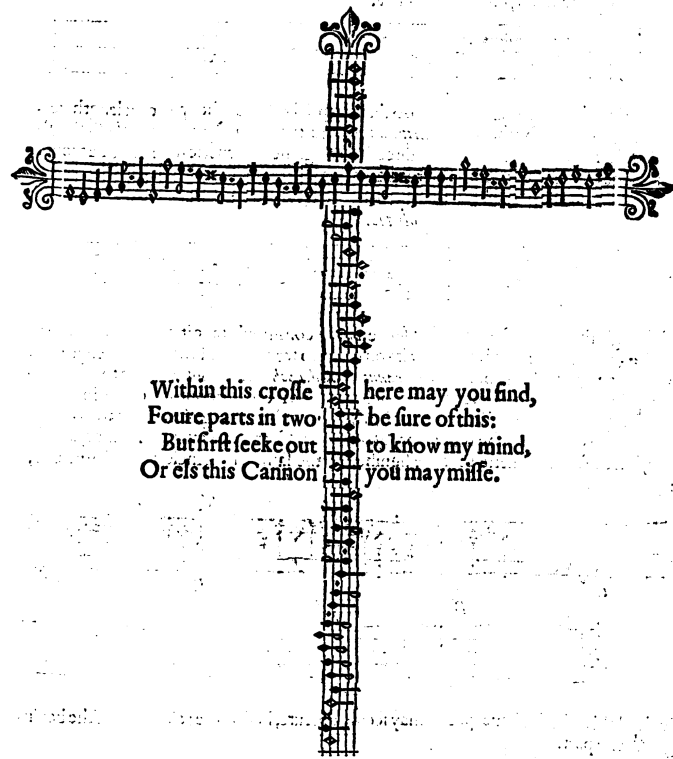 Within this croſſe here may you find,
Foure parts in two be ſure of this:
But firſt ſeeke out to know my mind,
Or els this Cannon you may miſſe.